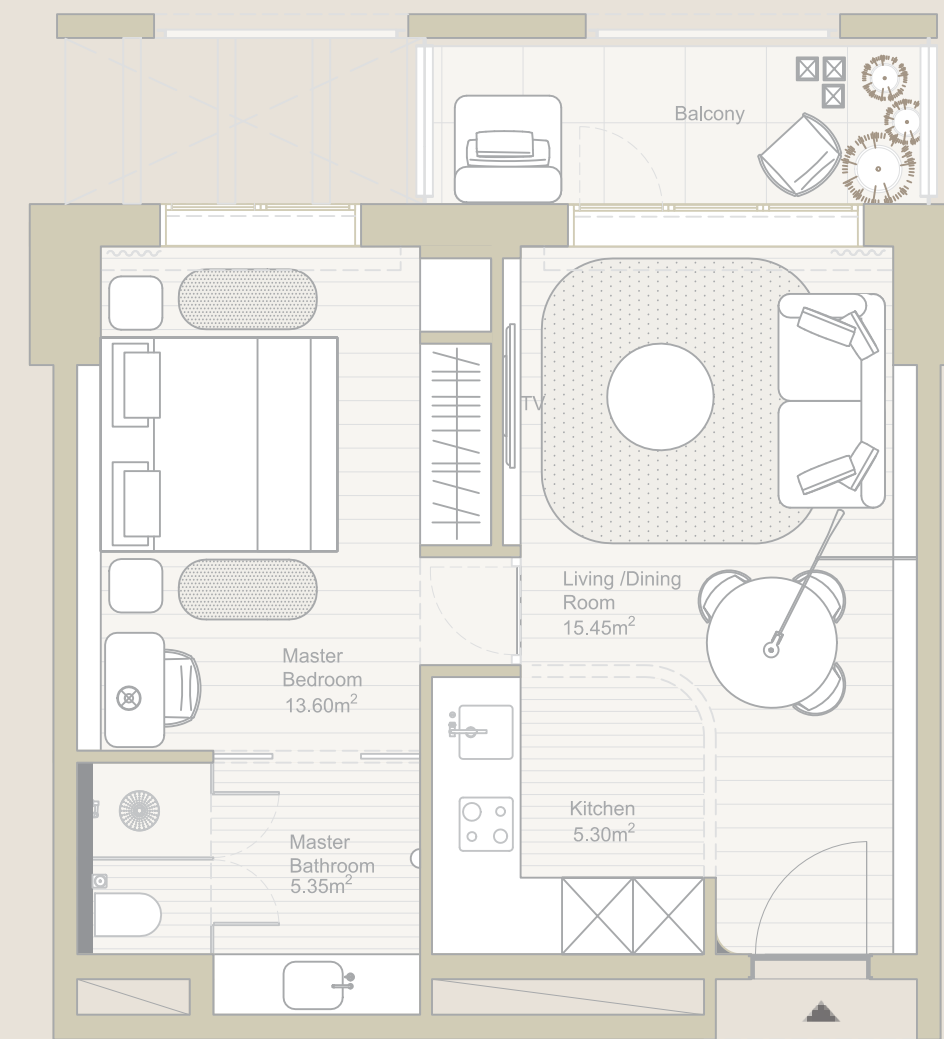 Balcony
TV
Living /Dining
Room
15.45m²
Master
Bedroom
13.60m²
Kitchen
5.30m²
Master
Bathroom
5.35m²